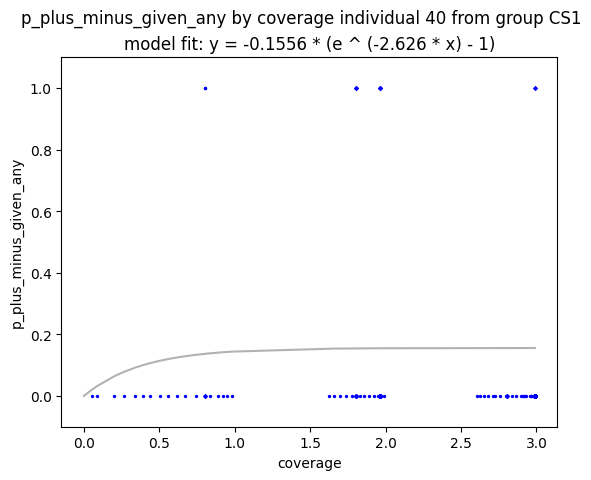 p_plus_minus_given_any by coverage individual 40 from group CS1
model fit: y = -0.1556 * (e ^ (-2.626 * x) - 1)
1.0
0.8
0.6
0.4
0.2
0.0
p_plus_minus_given_any
0.0 0.5 1.0 1.5 2.0 2.5 3.0
coverage